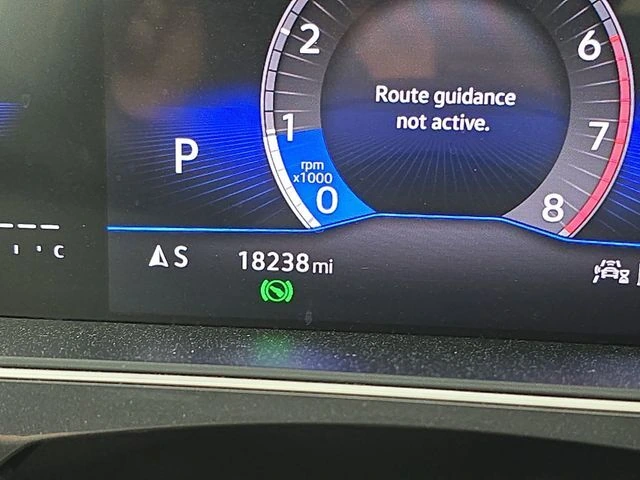 2
6
Route guidance
not active.
1
7
P
rpm
x1000
0
8
C
S
18238 mi